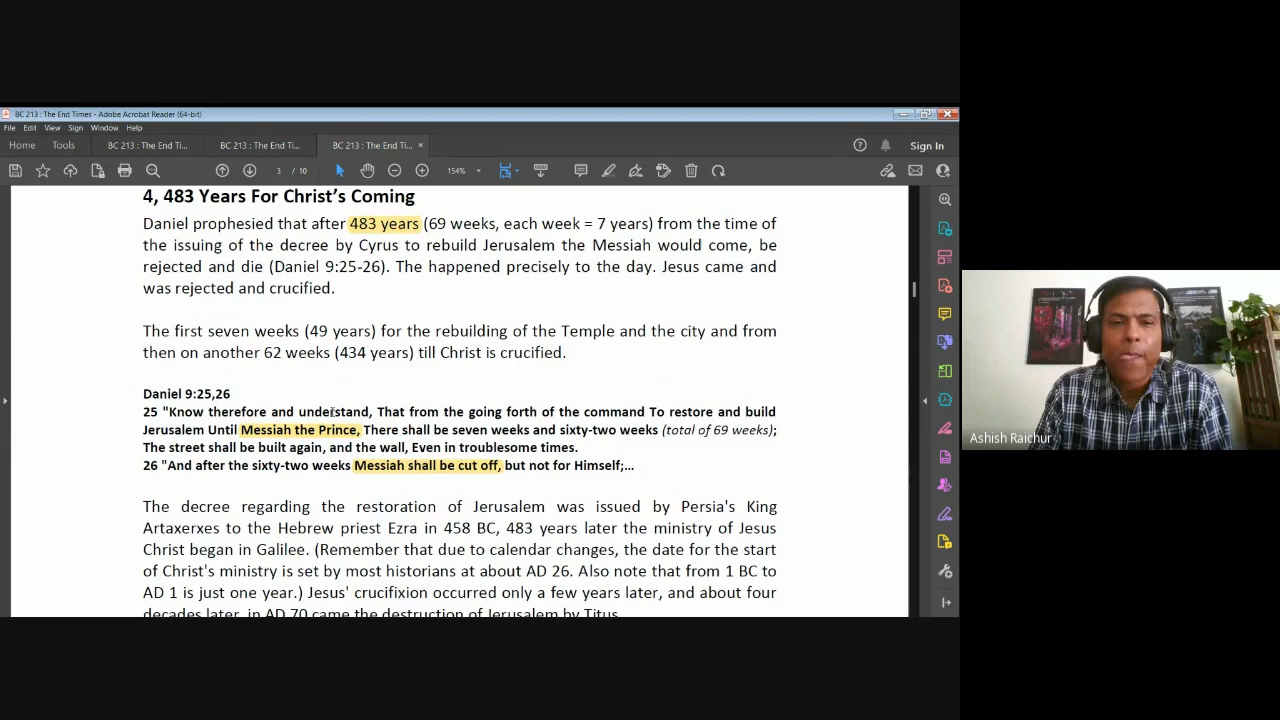 BC 213 : The End Times - Adobe Acrobat Reader (64-bit)
File Edit View Sign Window Help
Home Tools BC 213 : The End Ti... BC 213 : The End Ti... BC 213 : The End Ti... × Sign In
3 / 10 154%
4, 483 Years For Christ's Coming
Daniel prophesied that after 483 years (69 weeks, each week = 7 years) from the time of
the issuing of the decree by Cyrus to rebuild Jerusalem the Messiah would come, be
rejected and die (Daniel 9:25-26). The happened precisely to the day. Jesus came and
was rejected and crucified.
The first seven weeks (49 years) for the rebuilding of the Temple and the city and from
then on another 62 weeks (434 years) till Christ is crucified.
Daniel 9:25,26
25 "Know therefore and understand, That from the going forth of the command To restore and build
Jerusalem Until Messiah the Prince, There shall be seven weeks and sixty-two weeks (total of 69 weeks);
The street shall be built again, and the wall, Even in troublesome times.
26 "And after the sixty-two weeks Messiah shall be cut off, but not for Himself;...
The decree regarding the restoration of Jerusalem was issued by Persia's King
Artaxerxes to the Hebrew priest Ezra in 458 BC, 483 years later the ministry of Jesus
Christ began in Galilee. (Remember that due to calendar changes, the date for the start
of Christ's ministry is set by most historians at about AD 26. Also note that from 1 BC to
AD 1 is just one year.) Jesus' crucifixion occurred only a few years later, and about four
decades later, in AD 70 came the destruction of Jerusalem by Titus.
Ashish Raichur